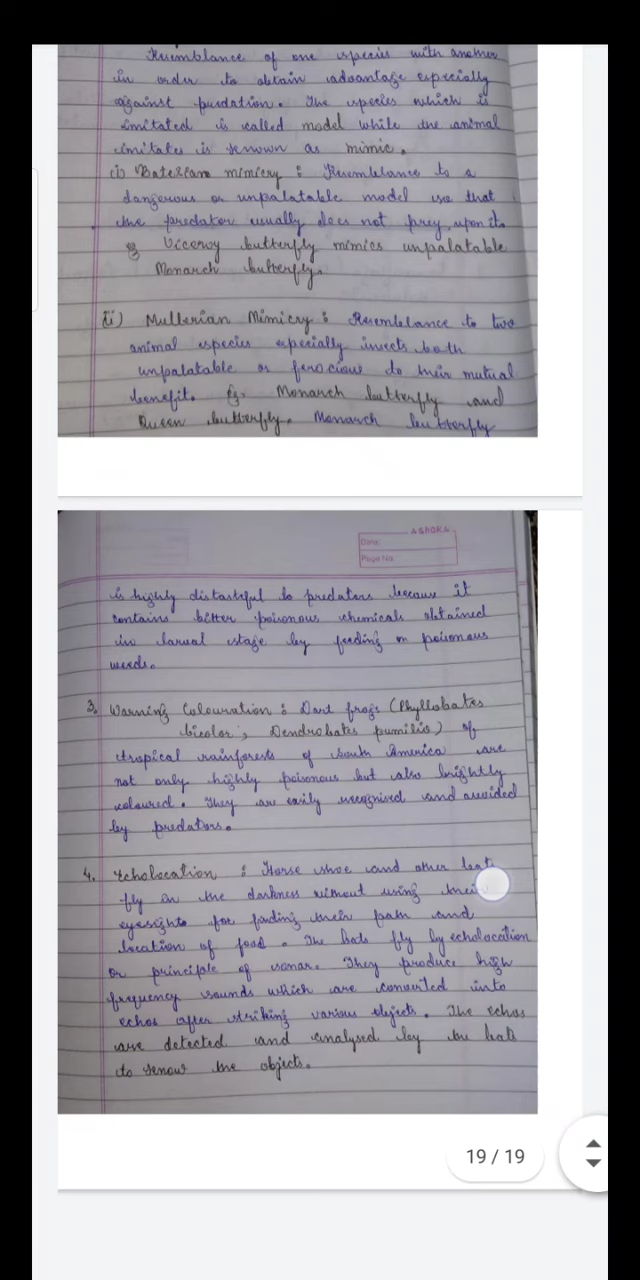 Resemblance of one species with another
in order to obtain advantage especially
against predation. The species which is
imitated is called model while the animal
imitates is known as mimic.
(i) Batesian mimicry : Resemblance to a
dangerous or unpalatable model so that
the predator usually does not prey upon it.
eg Viceroy butterfly mimics unpalatable
Monarch butterfly.
ii) Mullerian Mimicry : Resemblance to two
animal species especially insects both
unpalatable or ferocious to their mutual
benefit. Eg. Monarch butterfly and
Queen butterfly. Monarch butterfly
ASHOKA
Date:
Page No:
is highly distasteful to predators because it
contains bitter poisonous chemicals obtained
in larval stage by feeding on poisonous
weeds.
3. Warning Colouration : Dart frogs (Phyllobates
bicolor, Dendrobates pumilio) of
tropical rainforests of south America are
not only highly poisonous but also brightly
coloured. They are easily recognised and avoided
by predators.
4. Echolocation : Horse shoe and other bats
fly in the darkness without using their
eyesights for finding their path and
location of food. The bats fly by echolocation
or principle of sonar. They produce high
frequency sounds which are converted into
echos after striking various objects. The echos
are detected and analysed by the bats
to know the objects.
19 / 19